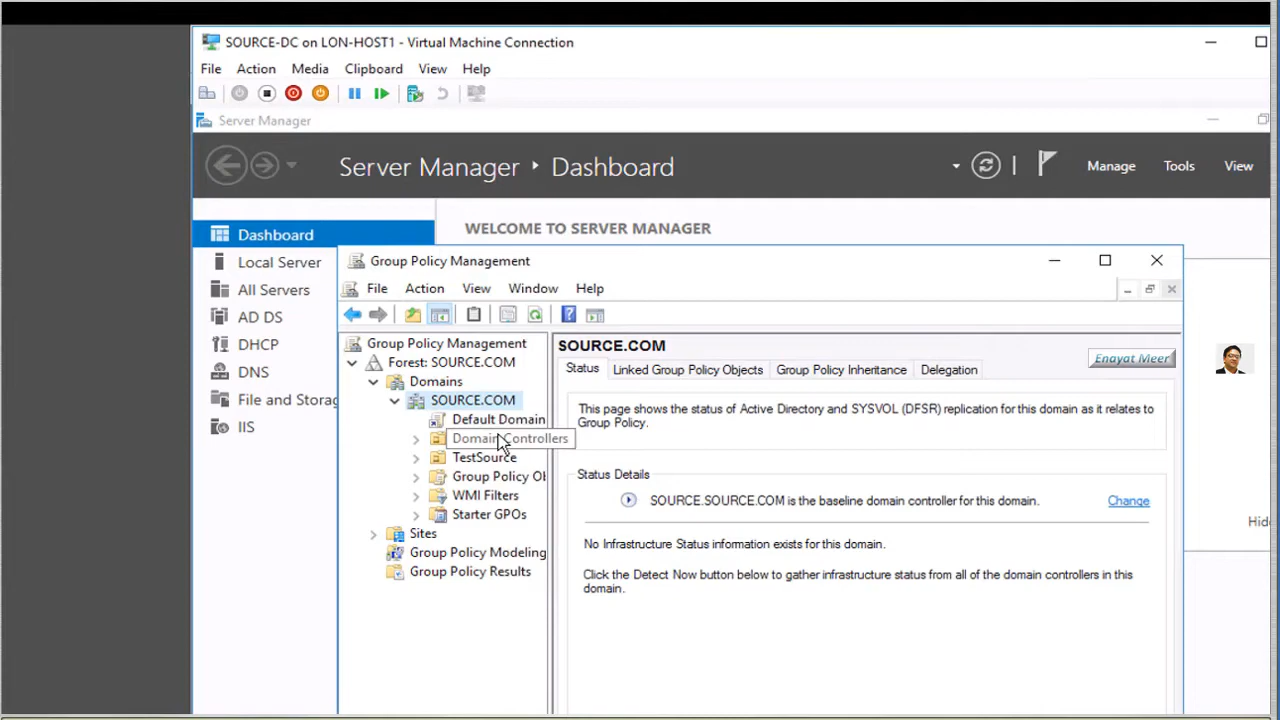 SOURCE-DC on LON-HOST1 - Virtual Machine Connection
File Action Media Clipboard View Help
Server Manager
Server Manager Dashboard
Manage Tools View
Dashboard
Local Server
All Servers
AD DS
DHCP
DNS
File and Storag
IIS
WELCOME TO SERVER MANAGER
Group Policy Management
File Action View Window Help
Group Policy Management
Forest: SOURCE.COM
Domains
SOURCE.COM
Default Domain
Domain Controllers
TestSource
Group Policy Ob
WMI Filters
Starter GPOs
Sites
Group Policy Modeling
Group Policy Results
SOURCE.COM
Enayat Meer
Status Linked Group Policy Objects Group Policy Inheritance Delegation
This page shows the status of Active Directory and SYSVOL (DFSR) replication for this domain as it relates to
Group Policy.
Status Details
SOURCE.SOURCE.COM is the baseline domain controller for this domain. Change
No Infrastructure Status information exists for this domain.
Click the Detect Now button below to gather infrastructure status from all of the domain controllers in this
domain.
Hid